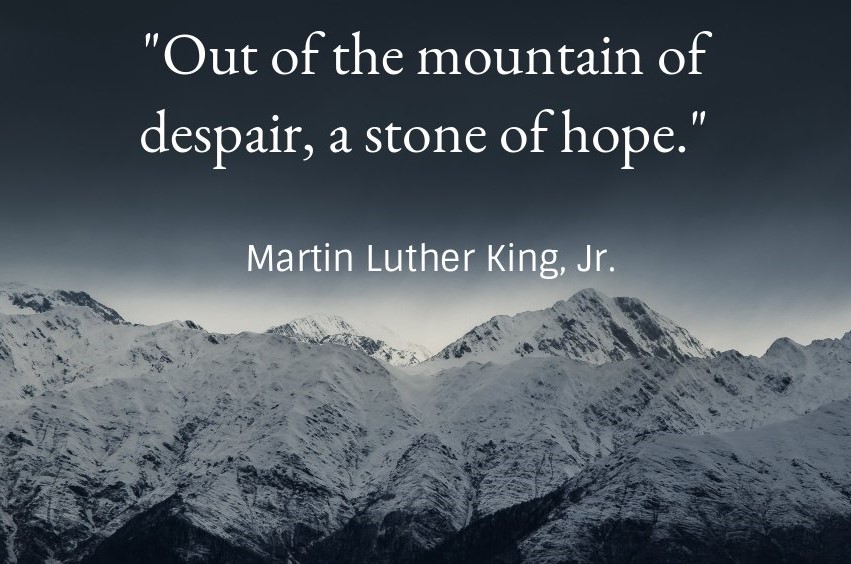 "Out of the mountain of
despair, a stone of hope."
Martin Luther King, Jr.